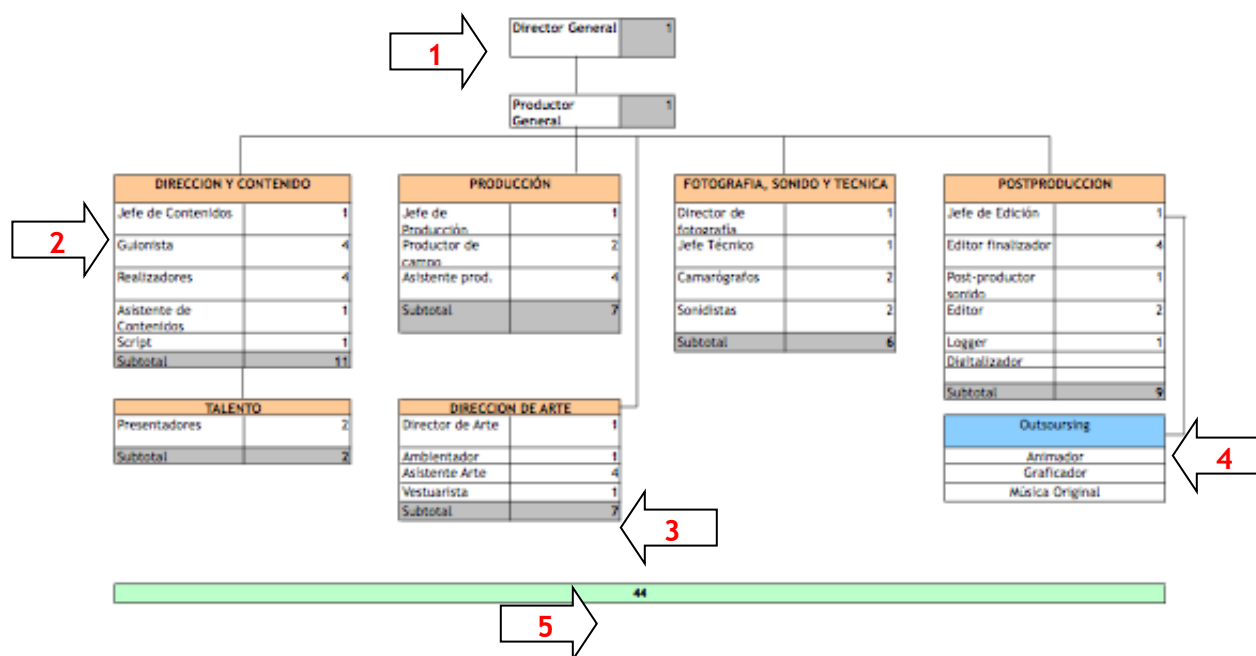 Director General 1
1
Productor
General 1
DIRECCION Y CONTENIDO
Jefe de Contenidos 1
2
Guionista 4
Realizadores 4
Asistente de
Contenidos 1
Script 1
Subtotal 11
TALENTO
Presentadores 2
Subtotal 2
PRODUCCIÓN
Jefe de
Producción 1
Productor de
campo 2
Asistente prod. 4
Subtotal 7
DIRECCION DE ARTE
Director de Arte 1
Ambientador 1
Asistente Arte 4
Vestuarista 1
Subtotal 7
3
FOTOGRAFIA, SONIDO Y TECNICA
Director de
fotografía 1
Jefe Técnico 1
Camarógrafos 2
Sonidistas 2
Subtotal 6
POSTPRODUCCION
Jefe de Edición 1
Editor finalizador 4
Post-productor
sonido 1
Editor 2
Logger 1
Digitalizador
Subtotal 9
Outsoursing
Animador
4
Graficador
Música Original
44
5